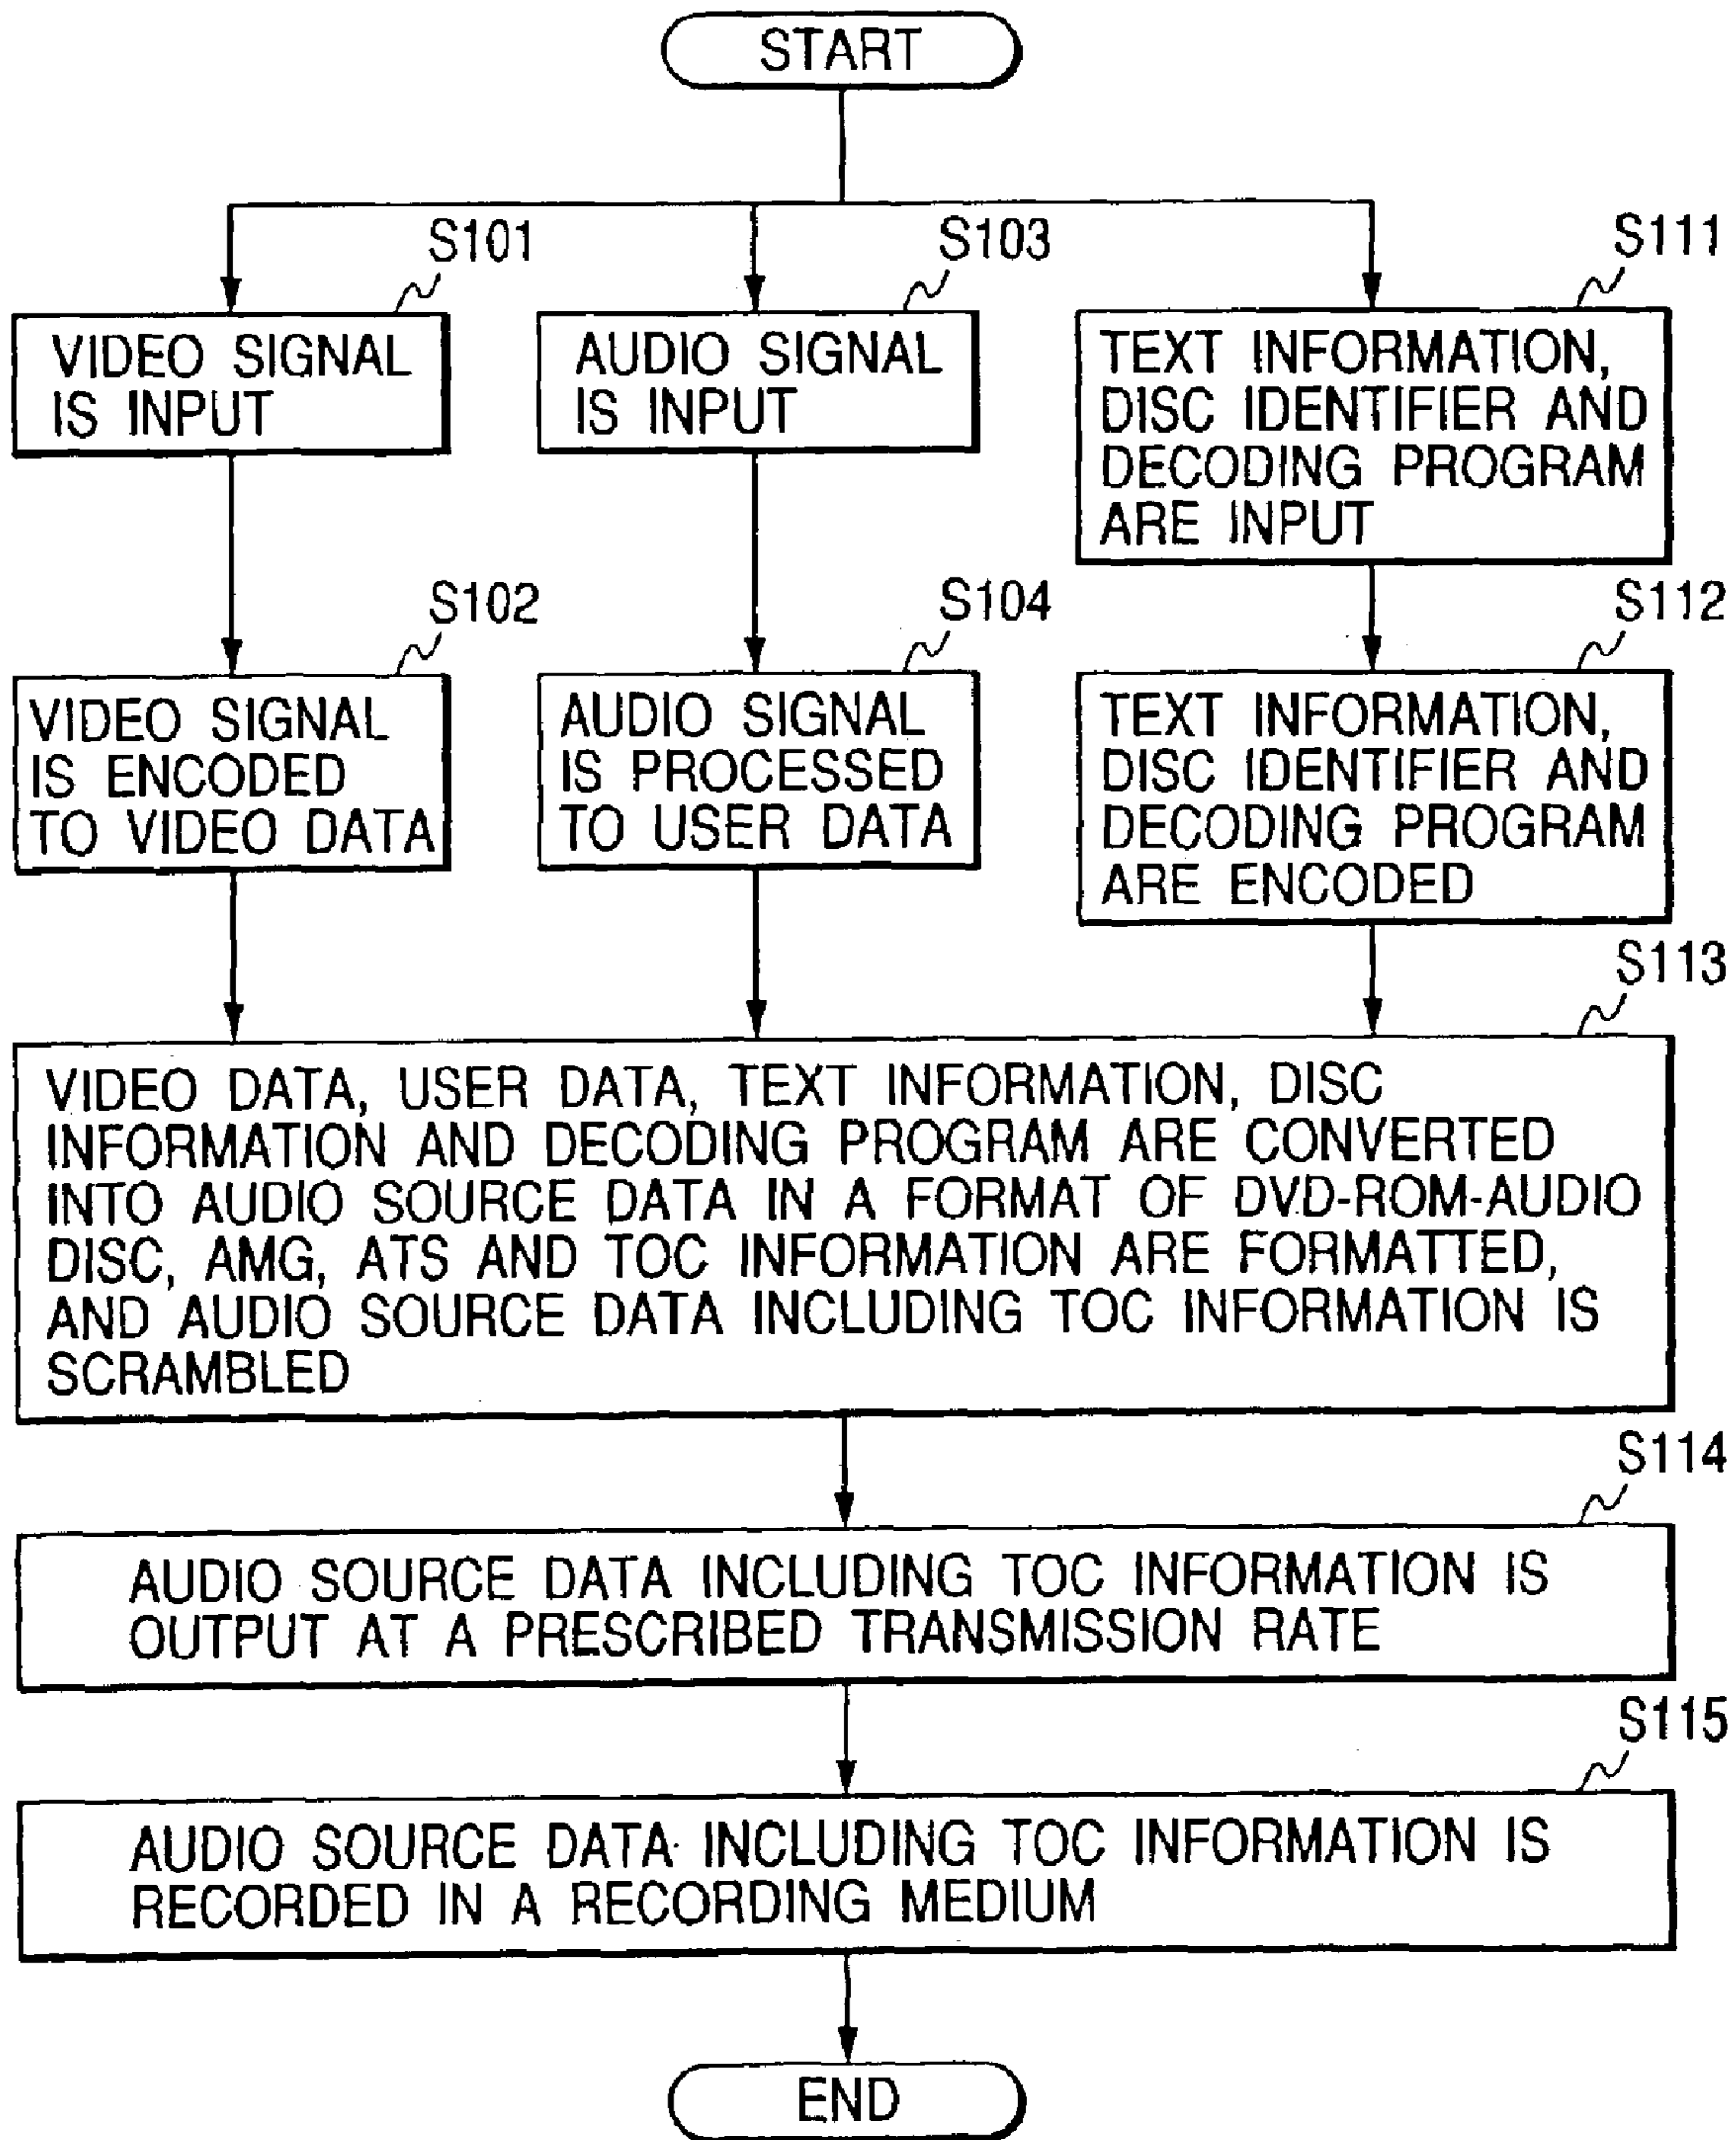 START
S101
VIDEO SIGNAL
IS INPUT
S103
AUDIO SIGNAL
IS INPUT
S111
TEXT INFORMATION,
DISC IDENTIFIER AND
DECODING PROGRAM
ARE INPUT
S102
VIDEO SIGNAL
IS ENCODED
TO VIDEO DATA
S104
AUDIO SIGNAL
IS PROCESSED
TO USER DATA
S112
TEXT INFORMATION,
DISC IDENTIFIER AND
DECODING PROGRAM
ARE ENCODED
S113
VIDEO DATA, USER DATA, TEXT INFORMATION, DISC
INFORMATION AND DECODING PROGRAM ARE CONVERTED
INTO AUDIO SOURCE DATA IN A FORMAT OF DVD-ROM-AUDIO
DISC, AMG, ATS AND TOC INFORMATION ARE FORMATTED,
AND AUDIO SOURCE DATA INCLUDING TOC INFORMATION IS
SCRAMBLED
S114
AUDIO SOURCE DATA INCLUDING TOC INFORMATION IS
OUTPUT AT A PRESCRIBED TRANSMISSION RATE
S115
AUDIO SOURCE DATA INCLUDING TOC INFORMATION IS
RECORDED IN A RECORDING MEDIUM
END